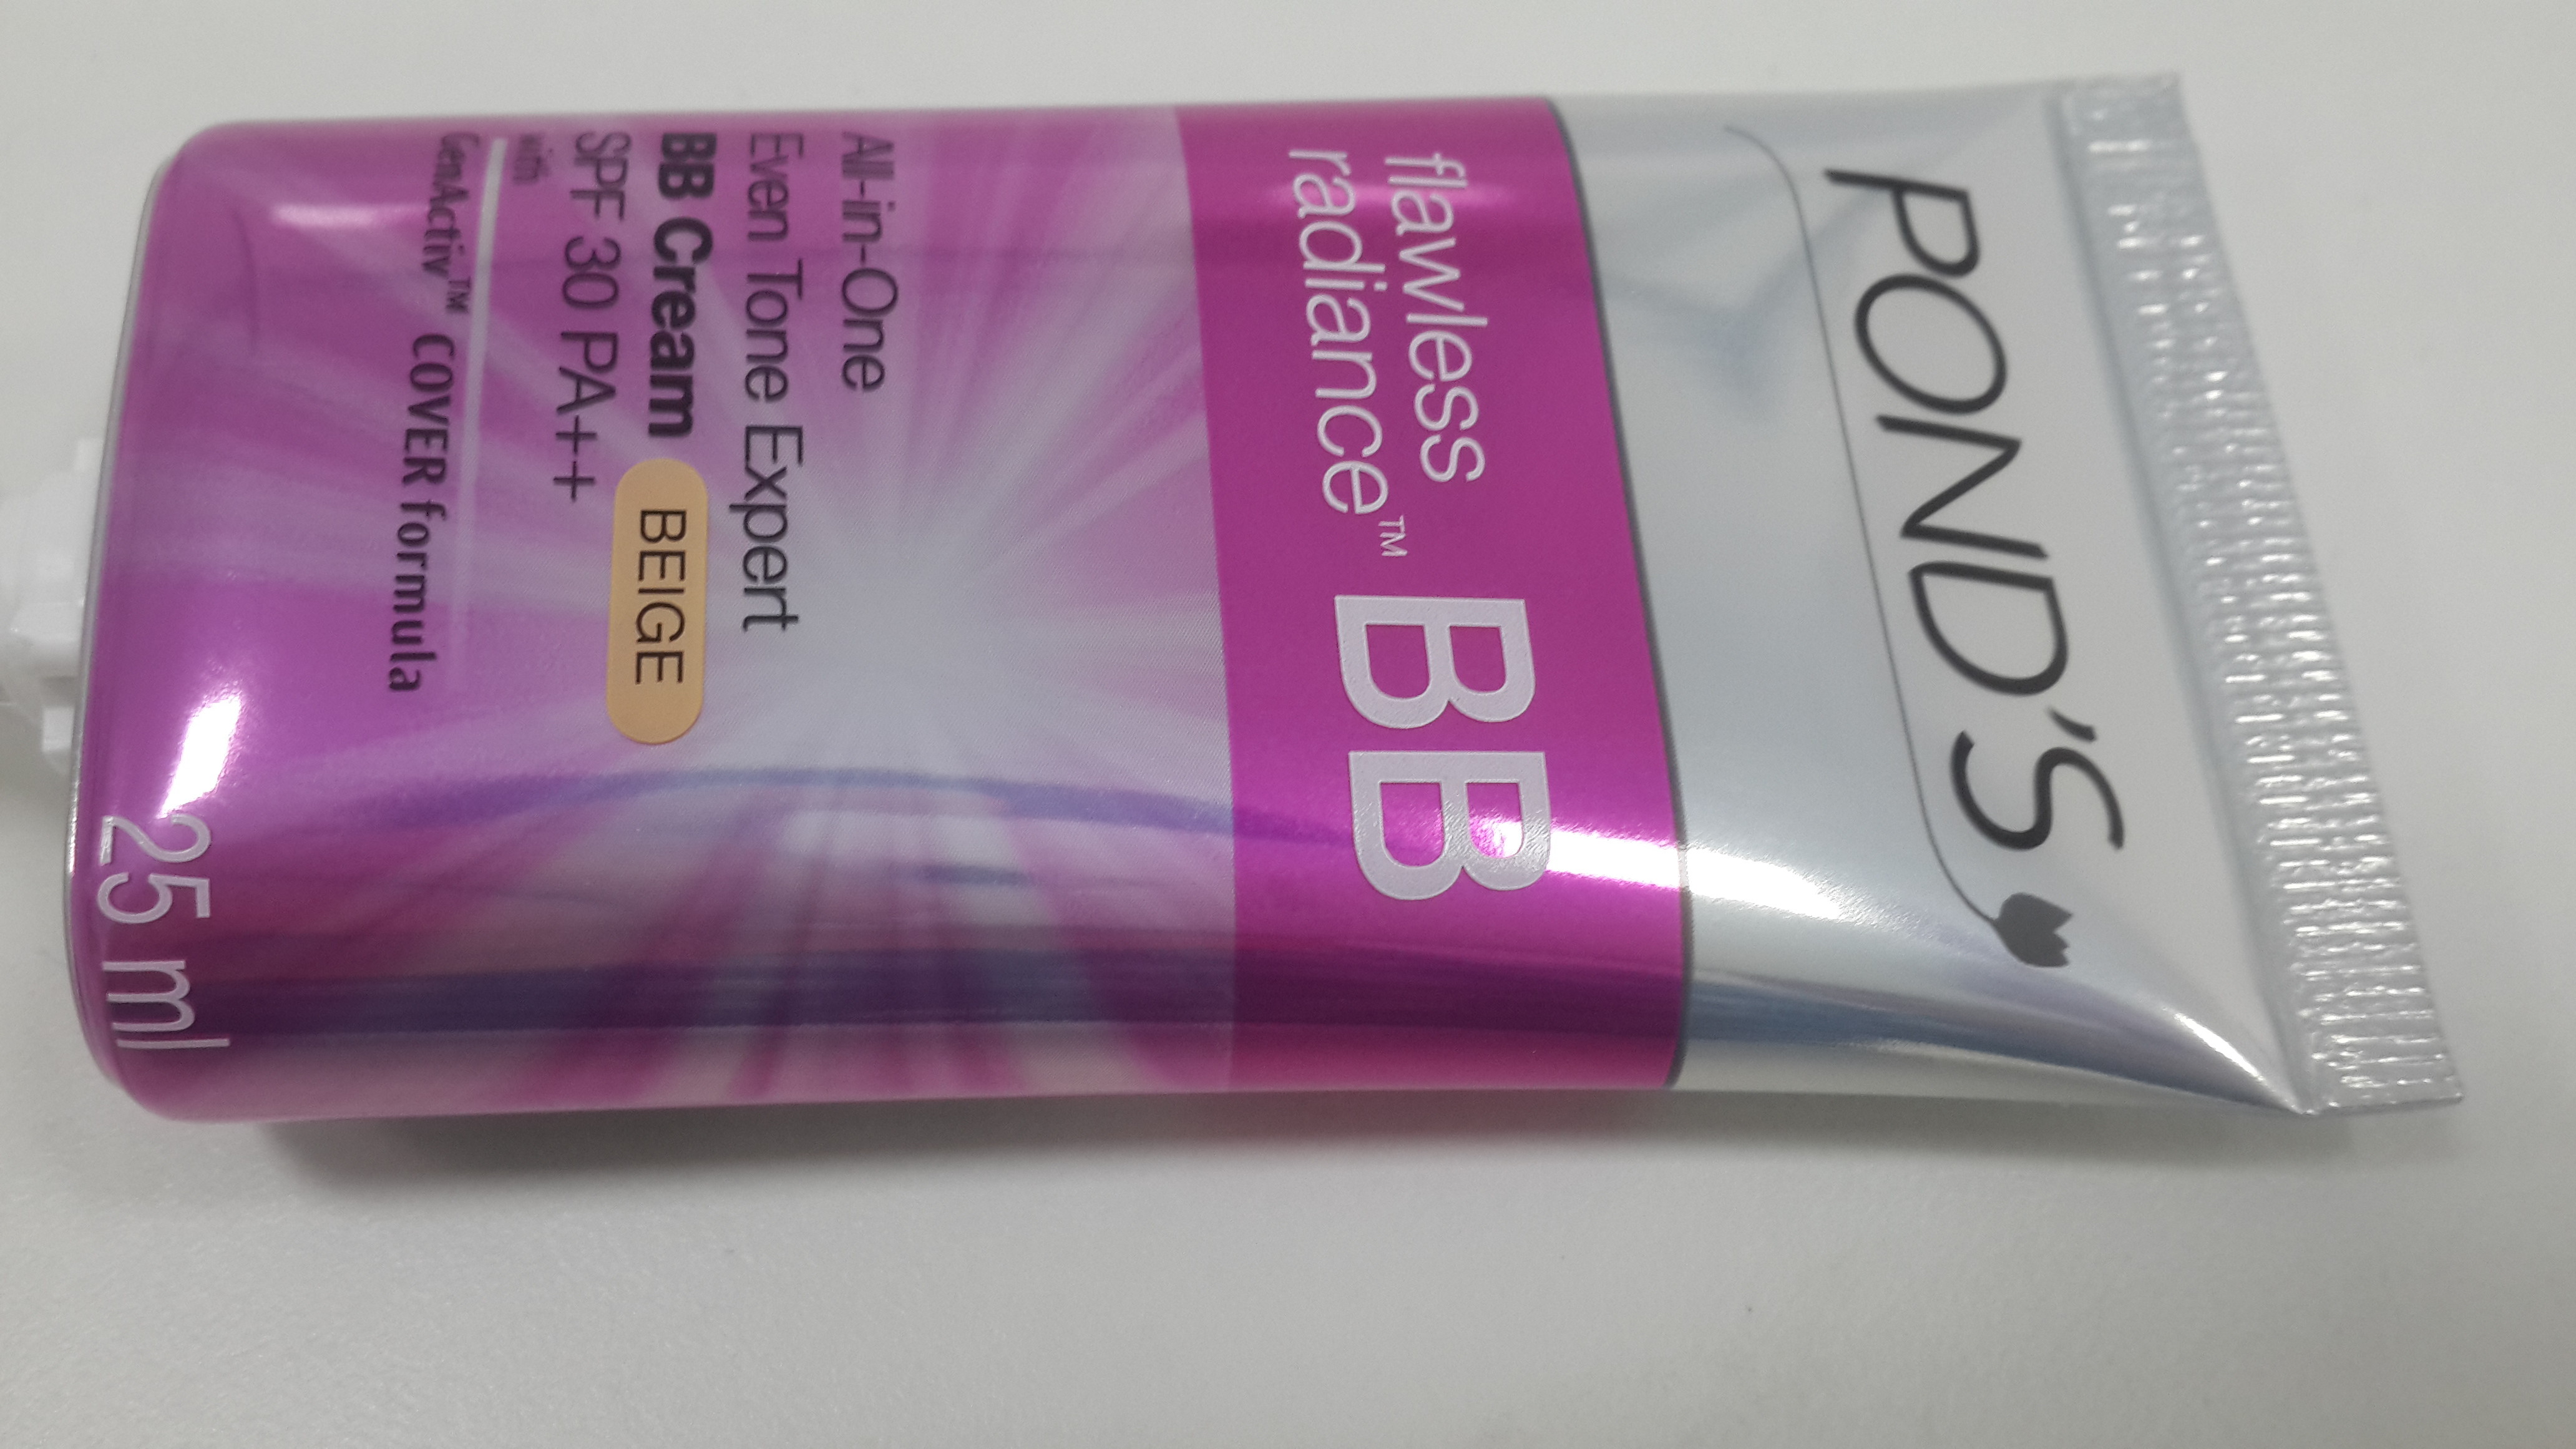 POND'S
flawless
radiance™ BB
All-in-One
Even Tone Expert
BB Cream BEIGE
SPF 30 PA++
with
GenActiv™ COVER formula
25 ml